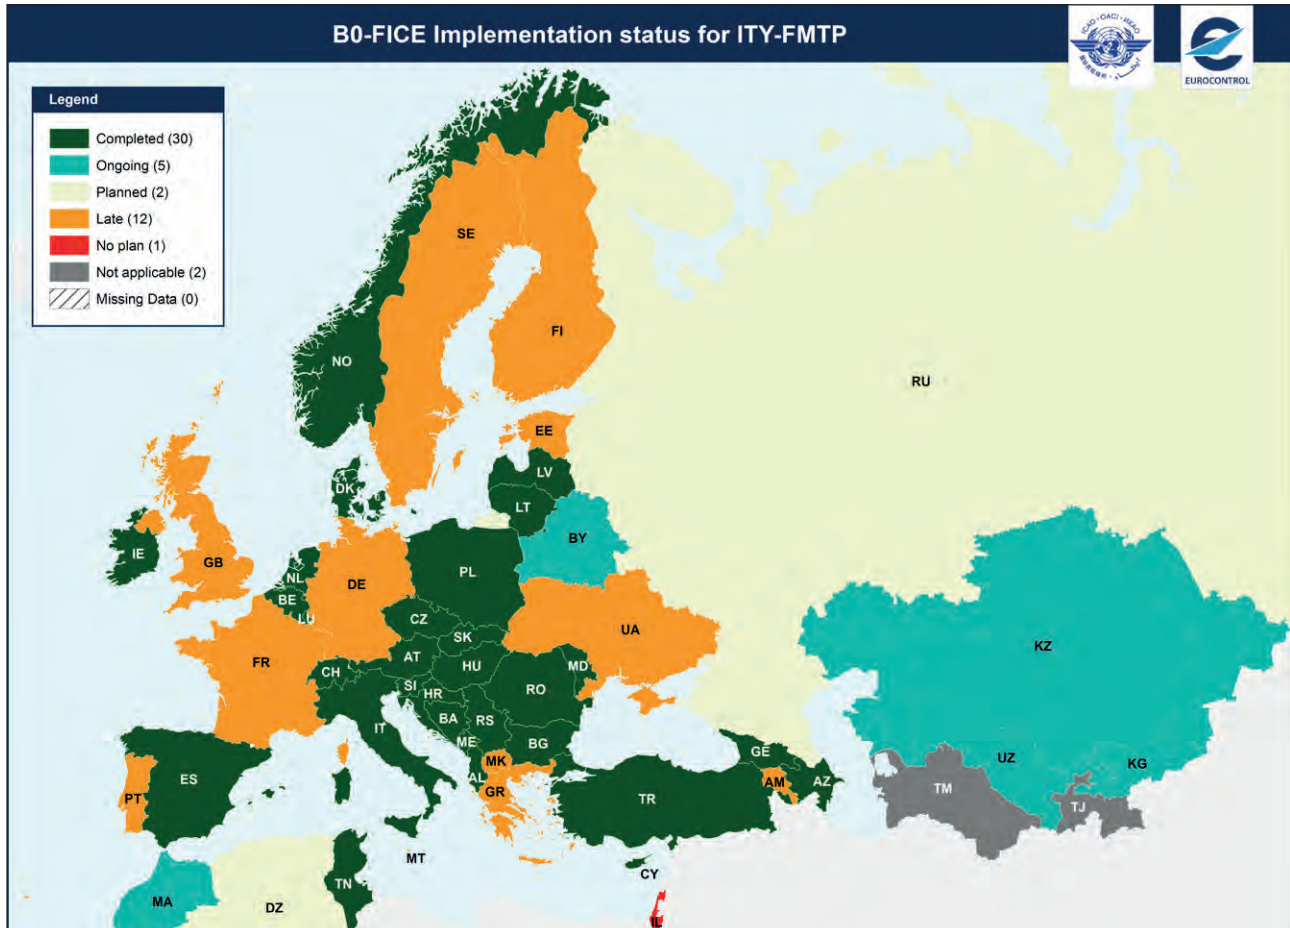 B0-FICE Implementation status for ITY-FMTP
ICAO · OACI · ИКАО
EUROCONTROL
Legend
Completed (30)
Ongoing (5)
Planned (2)
Late (12)
No plan (1)
Not applicable (2)
Missing Data (0)
SE
FI
NO
RU
EE
LV
DK
LT
IE
BY
GB
NL
DE
PL
BE
LU
CZ
UA
SK
FR
AT
HU
MD
KZ
CH
SI
RO
HR
BA
RS
IT
ME
BG
GE
UZ
MK
KG
ES
AL
AM
AZ
TM
PT
GR
TR
TJ
MT
CY
TN
MA
DZ
IL